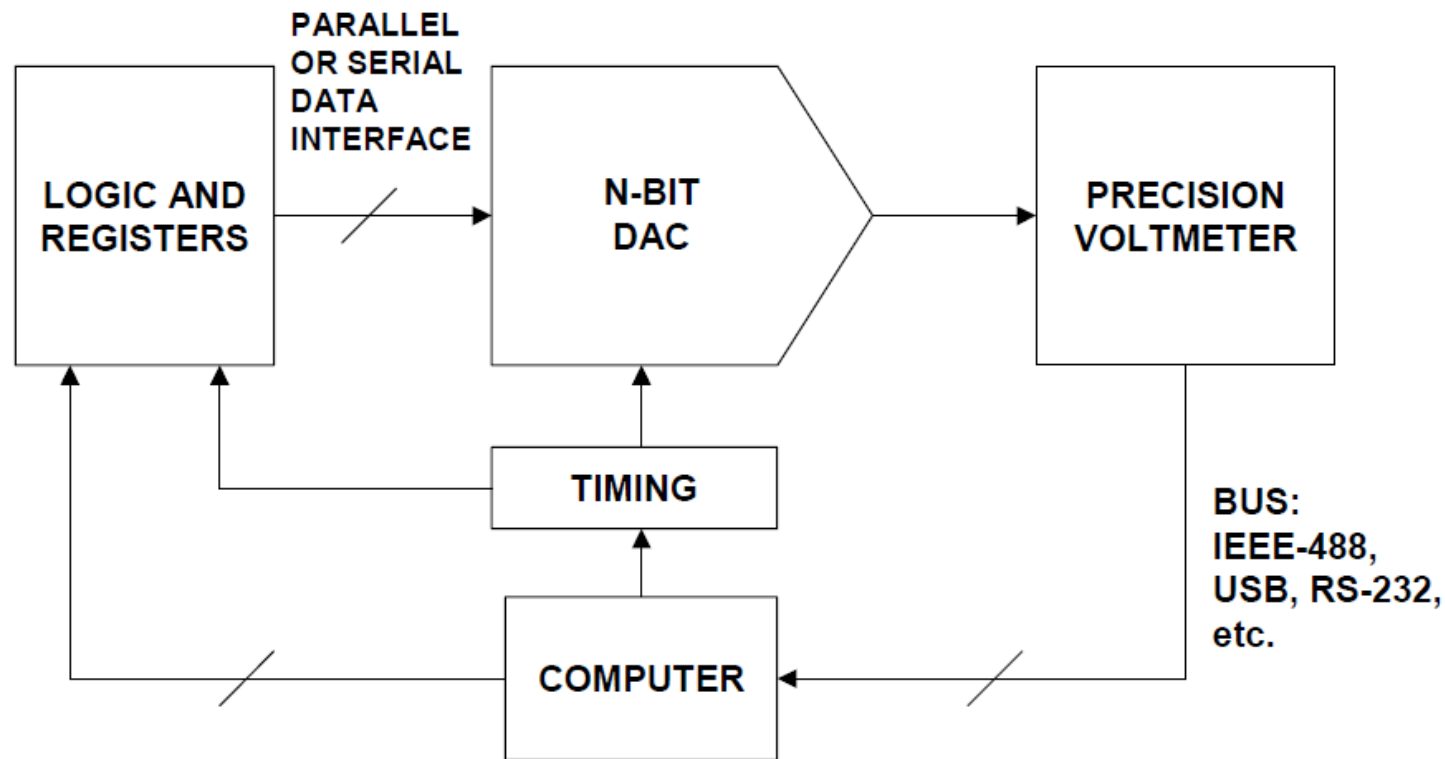 PARALLEL
OR SERIAL
DATA
INTERFACE
LOGIC AND
REGISTERS
N-BIT
DAC
PRECISION
VOLTMETER
TIMING
BUS:
IEEE-488,
USB, RS-232,
etc.
COMPUTER